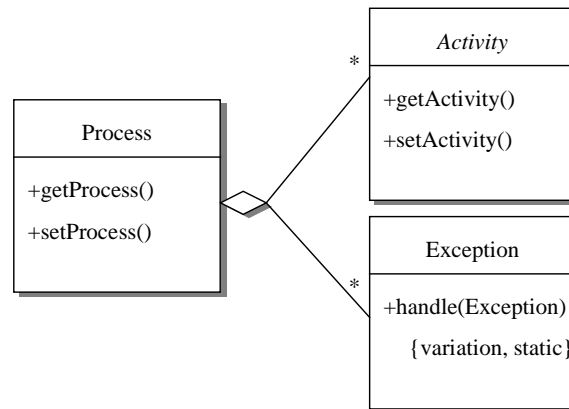 Process
+getProcess()
+setProcess()
*
Activity
+getActivity()
+setActivity()
*
Exception
+handle(Exception)
{variation, static}